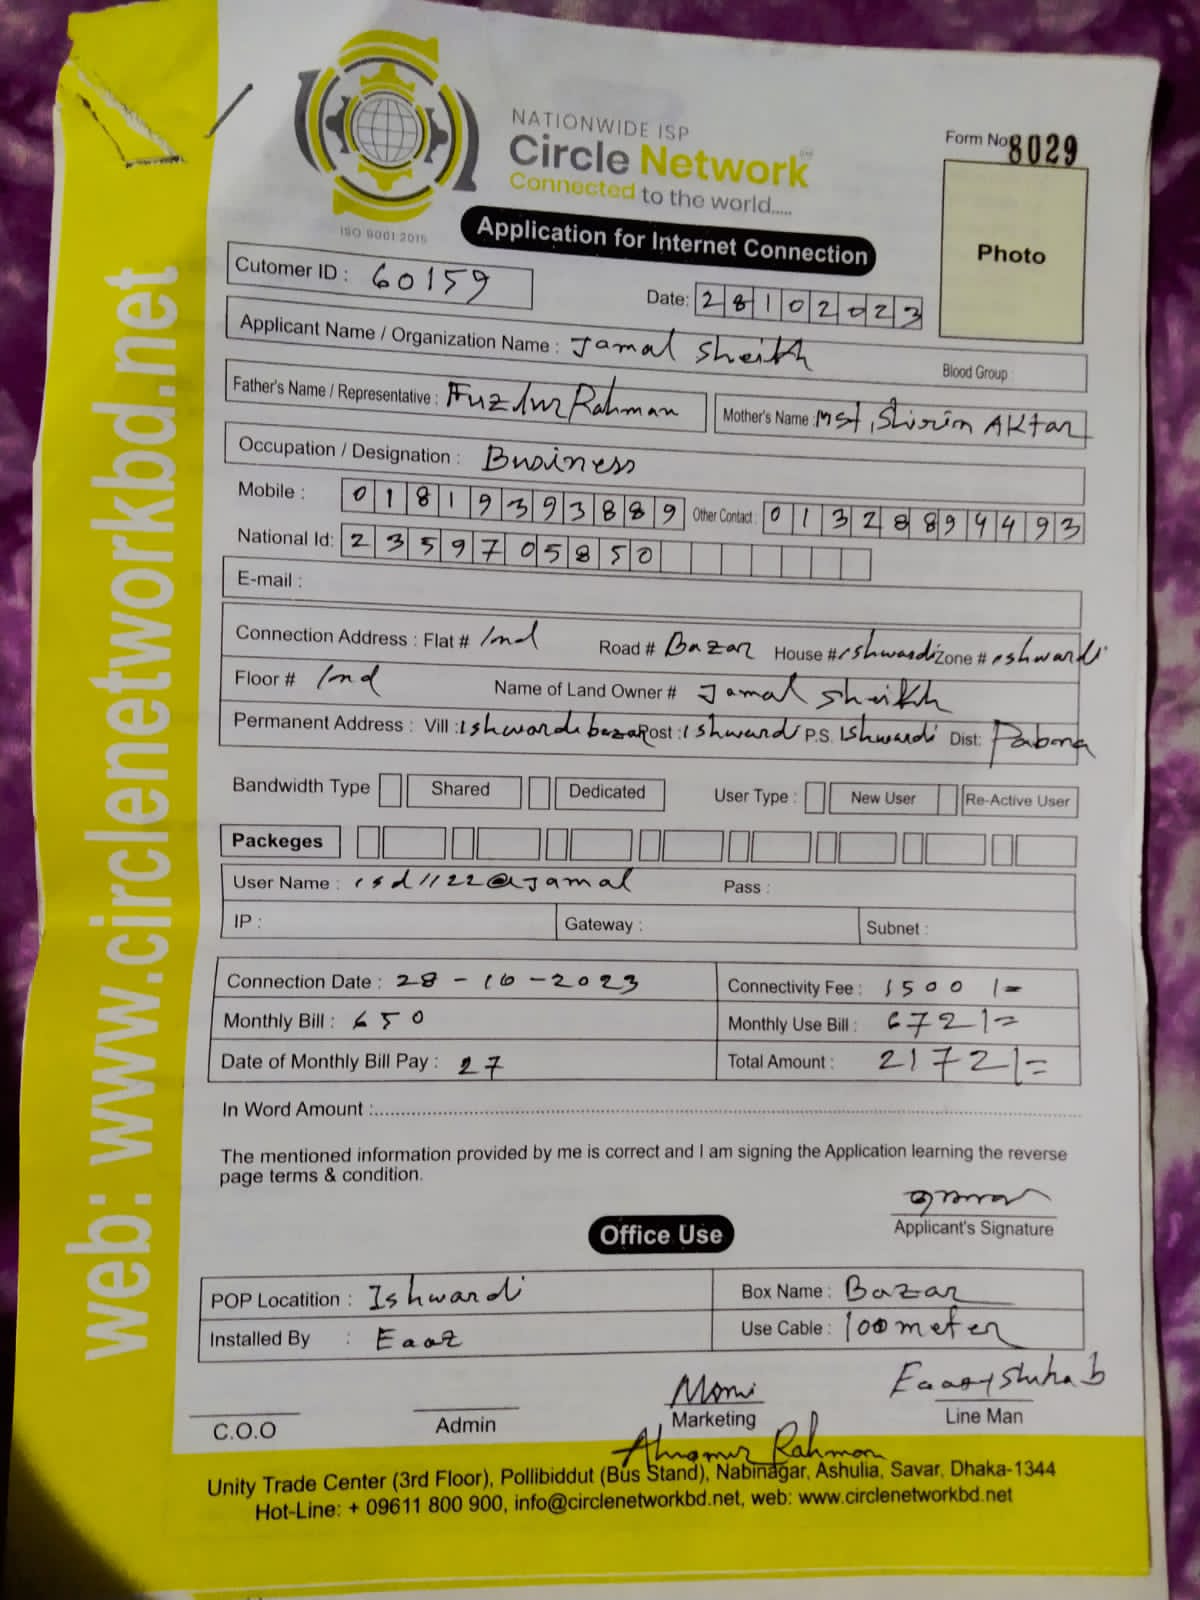 NATIONWIDE ISP
Circle Network
Connected to the world.....
ISO 9001:2015
Form No 8029
Photo
Application for Internet Connection
Cutomer ID : 60159
Date: 28102023
Applicant Name / Organization Name : Jamal Sheikh
Blood Group :
Father's Name / Representative : Rahman
Mother's Name : Mst, Shirin AKtar
Occupation / Designation : Business
Mobile : 01819393889 Other Contact : 01328894493
National Id: 2359705850
E-mail :
Connection Address : Flat # Ind Road # Bazar House # ishwardi Zone # ishwardi
Floor # Ind Name of Land Owner # Jamal Sheikh
Permanent Address : Vill : Ishwardi bazar Post : Ishwardi P.S. Ishwardi Dist: Pabna
Bandwidth Type Shared Dedicated User Type : New User Re-Active User
Packeges
User Name : isd1122@Jamal Pass :
IP : Gateway : Subnet :
Connection Date : 28 - 10 - 2023 Connectivity Fee : 1500/=
Monthly Bill : 650 Monthly Use Bill : 672/=
Date of Monthly Bill Pay : 27 Total Amount : 2172/=
In Word Amount :
The mentioned information provided by me is correct and I am signing the Application learning the reverse
page terms & condition.
Applicant's Signature
Office Use
POP Locatition : Ishwardi Box Name : Bazar
Installed By : Eaaz Use Cable : 100 meter
Momi
C.O.O Admin Marketing Line Man
Rahman
Unity Trade Center (3rd Floor), Pollibiddut (Bus Stand), Nabinagar, Ashulia, Savar, Dhaka-1344
Hot-Line: + 09611 800 900, info@circlenetworkbd.net, web: www.circlenetworkbd.net
web: www.circlenetworkbd.net